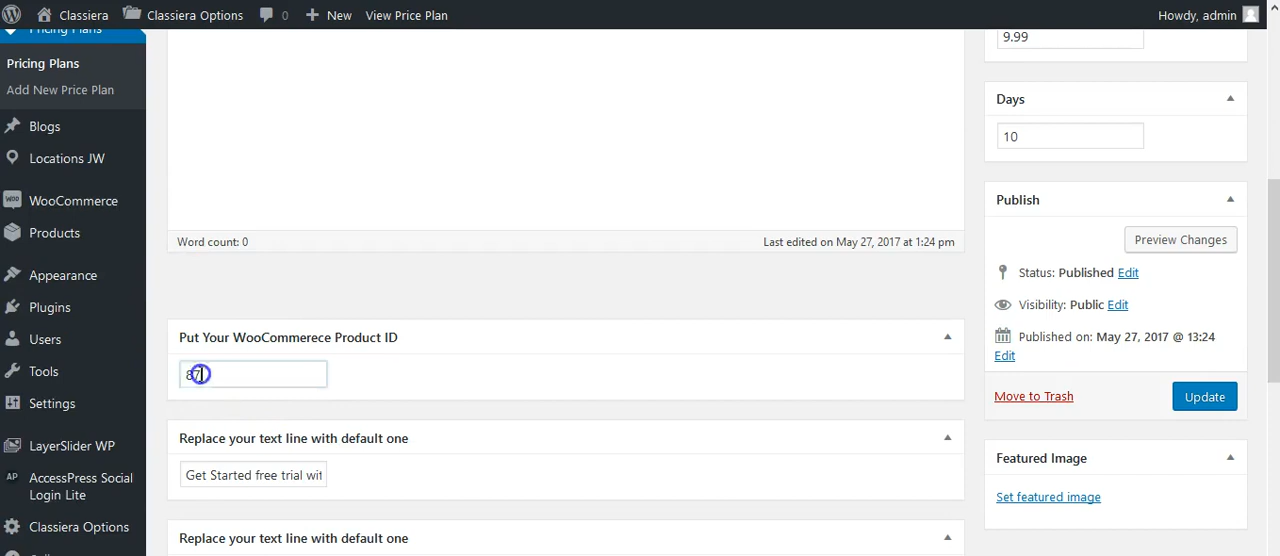 Classiera
Classiera Options
0
New
View Price Plan
Howdy, admin
Pricing Plans
Pricing Plans
Add New Price Plan
Blogs
Locations JW
WOO
WooCommerce
Products
Appearance
Plugins
Users
Tools
Settings
LayerSlider WP
AP
AccessPress Social
Login Lite
Classiera Options
Word count: 0
Last edited on May 27, 2017 at 1:24 pm
Put Your WooCommerece Product ID
87
Replace your text line with default one
Get Started free trial wit
Replace your text line with default one
9.99
Days
10
Publish
Preview Changes
Status: Published Edit
Visibility: Public Edit
Published on: May 27, 2017 @ 13:24
Edit
Move to Trash
Update
Featured Image
Set featured image